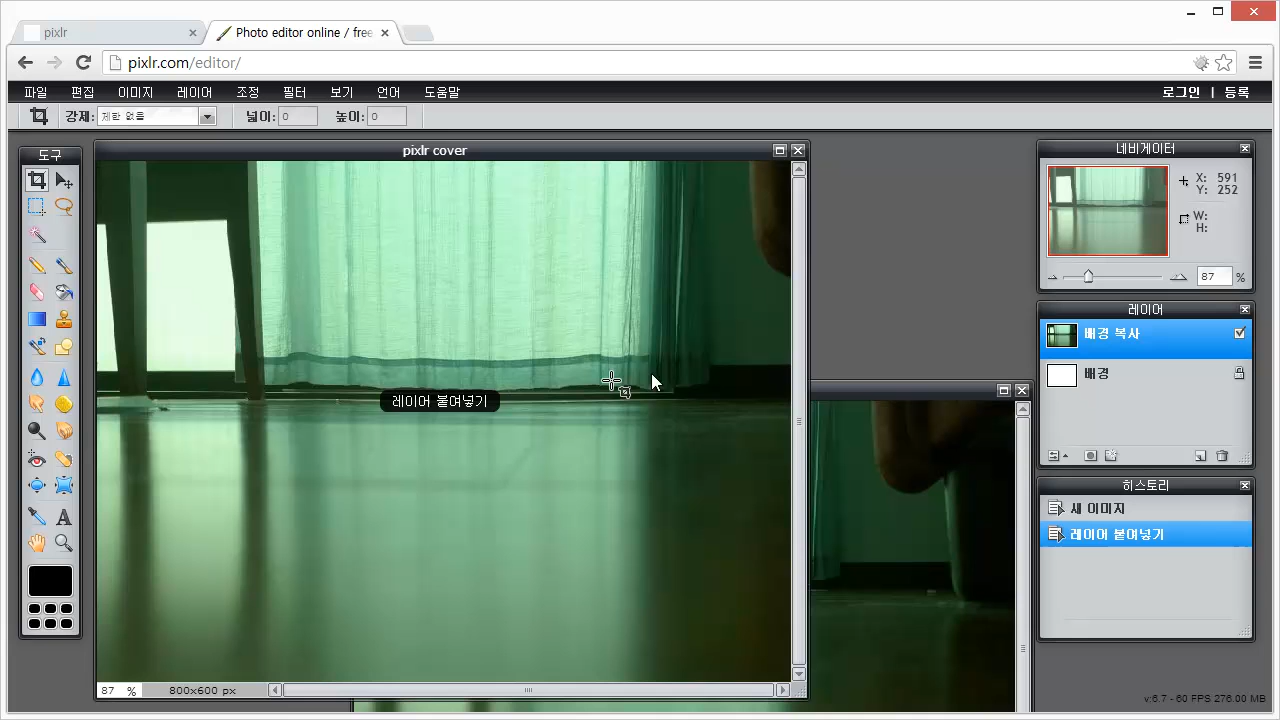 pixlr
Photo editor online / free
pixlr.com/editor/
파일 편집 이미지 레이어 조정 필터 보기 언어 도움말
로그인 | 등록
강제: 제한 없음 넓이: 0 높이: 0
도구
pixlr cover
레이어 붙여넣기
87 % 800x600 px
네비게이터
X: 591
Y: 252
W:
H:
87 %
레이어
배경 복사
배경
히스토리
새 이미지
레이어 붙여넣기
v:6.7 - 60 FPS 276.00 MB